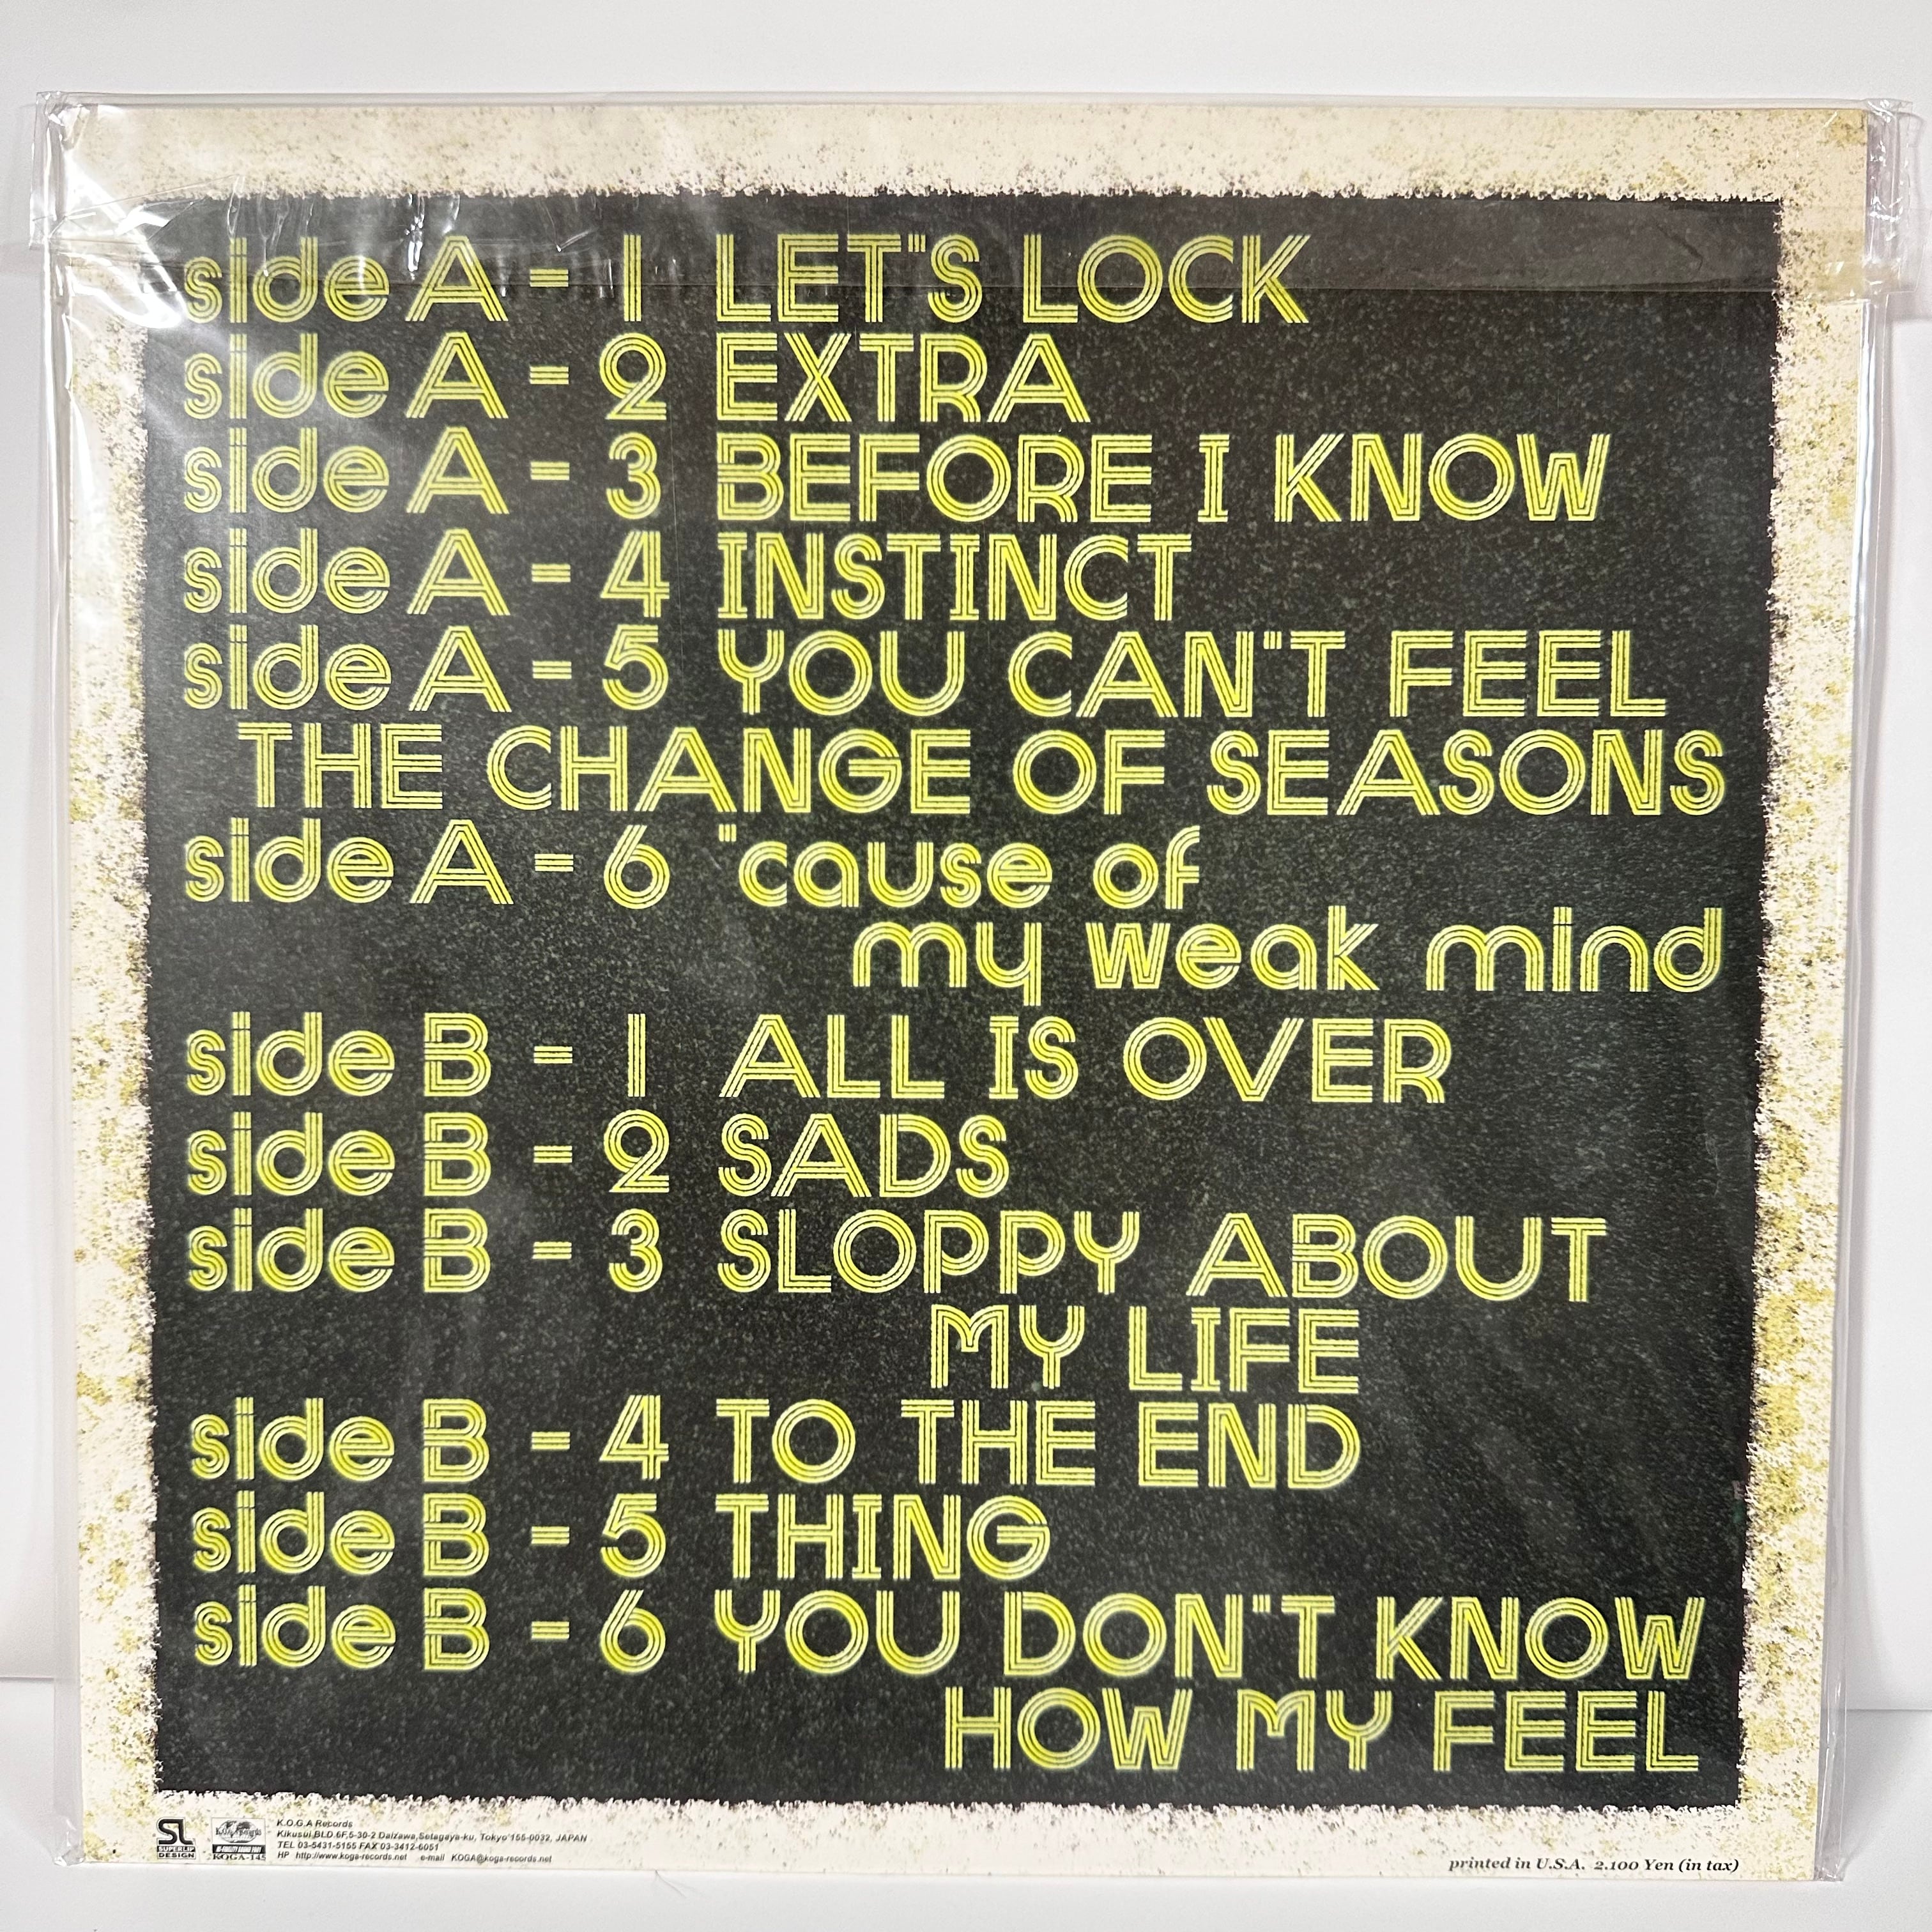 side A - 1 LET"S LOCK
side A - 2 EXTRA
side A - 3 BEFORE I KNOW
side A - 4 INSTINCT
side A - 5 YOU CAN"T FEEL
THE CHANGE OF SEASONS
side A - 6 "cause of
my weak mind
side B - 1 ALL IS OVER
side B - 2 SADS
side B - 3 SLOPPY ABOUT
MY LIFE
side B - 4 TO THE END
side B - 5 THING
side B - 6 YOU DON"T KNOW
HOW MY FEEL
SL
SUPERLIP
DESIGN
KOGA-145
K.O.G.A Records
Kikusui BLD 6F,5-30-2 Daizawa,Setagaya-ku, Tokyo 155-0032, JAPAN
TEL 03-5431-5155 FAX 03-3412-6051
HP http://www.koga-records.net e-mail KOGA@koga-records.net
printed in U.S.A. 2.100 Yen (in tax)